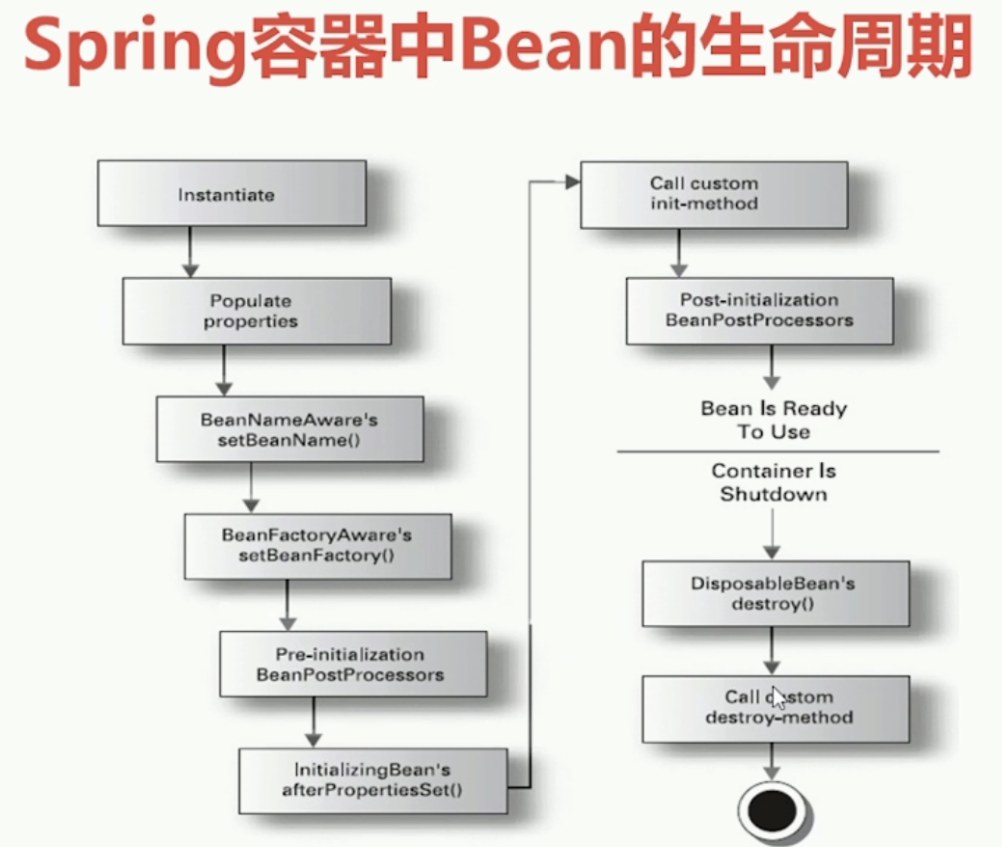 Spring容器中Bean的生命周期
Instantiate
Populate
properties
BeanNameAware's
setBeanName()
BeanFactoryAware's
setBeanFactory()
Pre-initialization
BeanPostProcessors
InitializingBean's
afterPropertiesSet()
Call custom
init-method
Post-initialization
BeanPostProcessors
Bean Is Ready
To Use
Container Is
Shutdown
DisposableBean's
destroy()
Call custom
destroy-method